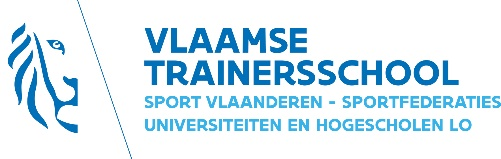 VLAAMSE
TRAINERSSCHOOL
SPORT VLAANDEREN - SPORTFEDERATIES
UNIVERSITEITEN EN HOGESCHOLEN LO